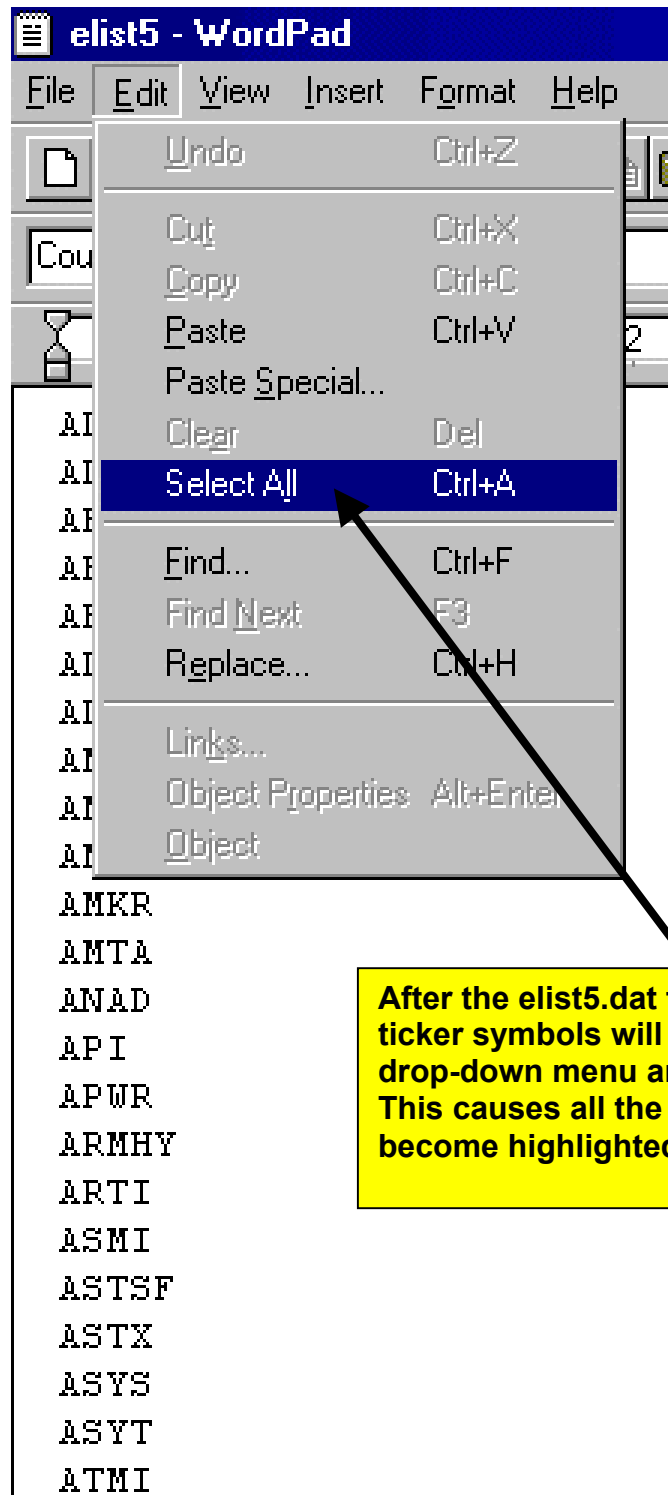 elist5 - WordPad
File Edit View Insert Format Help
Undo Ctrl+Z
Cut Ctrl+X
Copy Ctrl+C
Paste Ctrl+V
Paste Special...
Clear Del
Select All Ctrl+A
Find... Ctrl+F
Find Next F3
Replace... Ctrl+H
Links...
Object Properties Alt+Enter
Object
2
AMKR
AMTA
ANAD
API
APWR
ARMHY
ARTI
ASMI
ASTSF
ASTX
ASYS
ASYT
ATMI
After the elist5.dat
ticker symbols will
drop-down menu
This causes all the
become highlighted